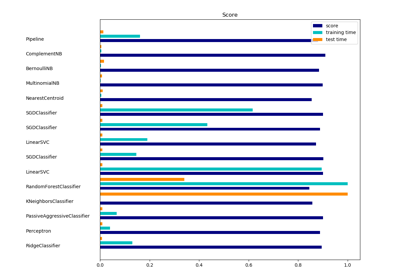 Score
score
training time
test time
Pipeline
ComplementNB
BernoulliNB
MultinomialNB
NearestCentroid
SGDClassifier
SGDClassifier
LinearSVC
SGDClassifier
LinearSVC
RandomForestClassifier
KNeighborsClassifier
PassiveAggressiveClassifier
Perceptron
RidgeClassifier
0.0 0.2 0.4 0.6 0.8 1.0